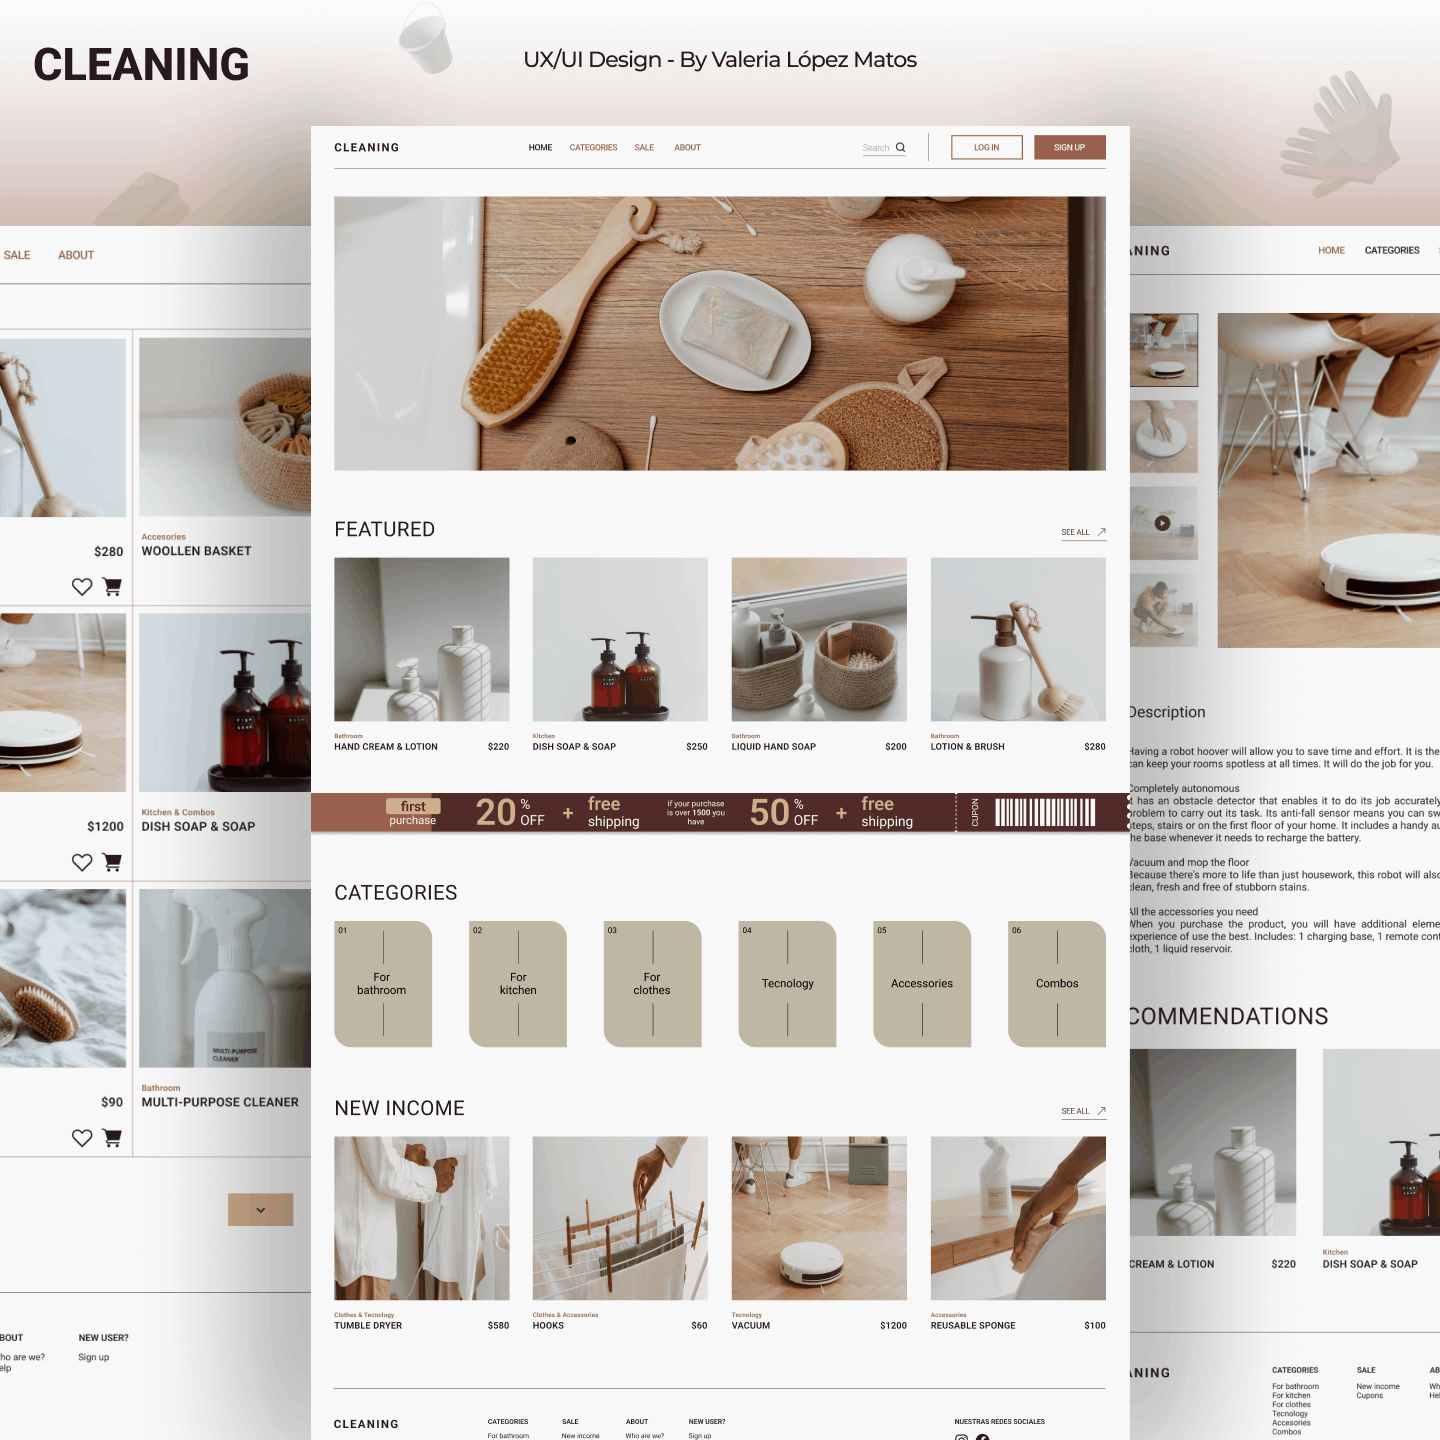 CLEANING
UX/UI Design - By Valeria López Matos
CLEANING
HOME CATEGORIES SALE ABOUT
Search
LOG IN
SIGN UP
FEATURED
SEE ALL
Bathroom
HAND CREAM & LOTION $220
Kitchen
DISH SOAP & SOAP $250
Bathroom
LIQUID HAND SOAP $200
Bathroom
LOTION & BRUSH $280
first
purchase
20 %
OFF
+
free
shipping
if your purchase
is over 1500 you
have
50 %
OFF
+
free
shipping
CUPON
CATEGORIES
01
For
bathroom
02
For
kitchen
03
For
clothes
04
Tecnology
05
Accessories
06
Combos
NEW INCOME
SEE ALL
Clothes & Tecnology
TUMBLE DRYER $580
Clothes & Accessories
HOOKS $60
Tecnology
VACUUM $1200
Accessories
REUSABLE SPONGE $100
CLEANING
CATEGORIES
For bathroom
SALE
New income
ABOUT
Who are we?
NEW USER?
Sign up
NUESTRAS REDES SOCIALES
SALE ABOUT
$280
Accesories
WOOLLEN BASKET
$1200
Kitchen & Combos
DISH SOAP & SOAP
$90
MULTI-PURPOSE
CLEANER
Bathroom
MULTI-PURPOSE CLEANER
BOUT
ho are we?
elp
NEW USER?
Sign up
ANING
HOME CATEGORIES
Description
Having a robot hoover will allow you to save time and effort. It is the
can keep your rooms spotless at all times. It will do the job for you.
Completely autonomous
It has an obstacle detector that enables it to do its job accurately
problem to carry out its task. Its anti-fall sensor means you can sw
steps, stairs or on the first floor of your home. It includes a handy au
the base whenever it needs to recharge the battery.
Vacuum and mop the floor
Because there's more to life than just housework, this robot will also
clean, fresh and free of stubborn stains.
All the accessories you need
When you purchase the product, you will have additional eleme
experience of use the best. Includes: 1 charging base, 1 remote cont
cloth, 1 liquid reservoir.
COMMENDATIONS
CREAM & LOTION $220
Kitchen
DISH SOAP & SOAP
ANING
CATEGORIES
For bathroom
For kitchen
For clothes
Tecnology
Accesories
Combos
SALE
New income
Cupons
AB
Wh
Hel